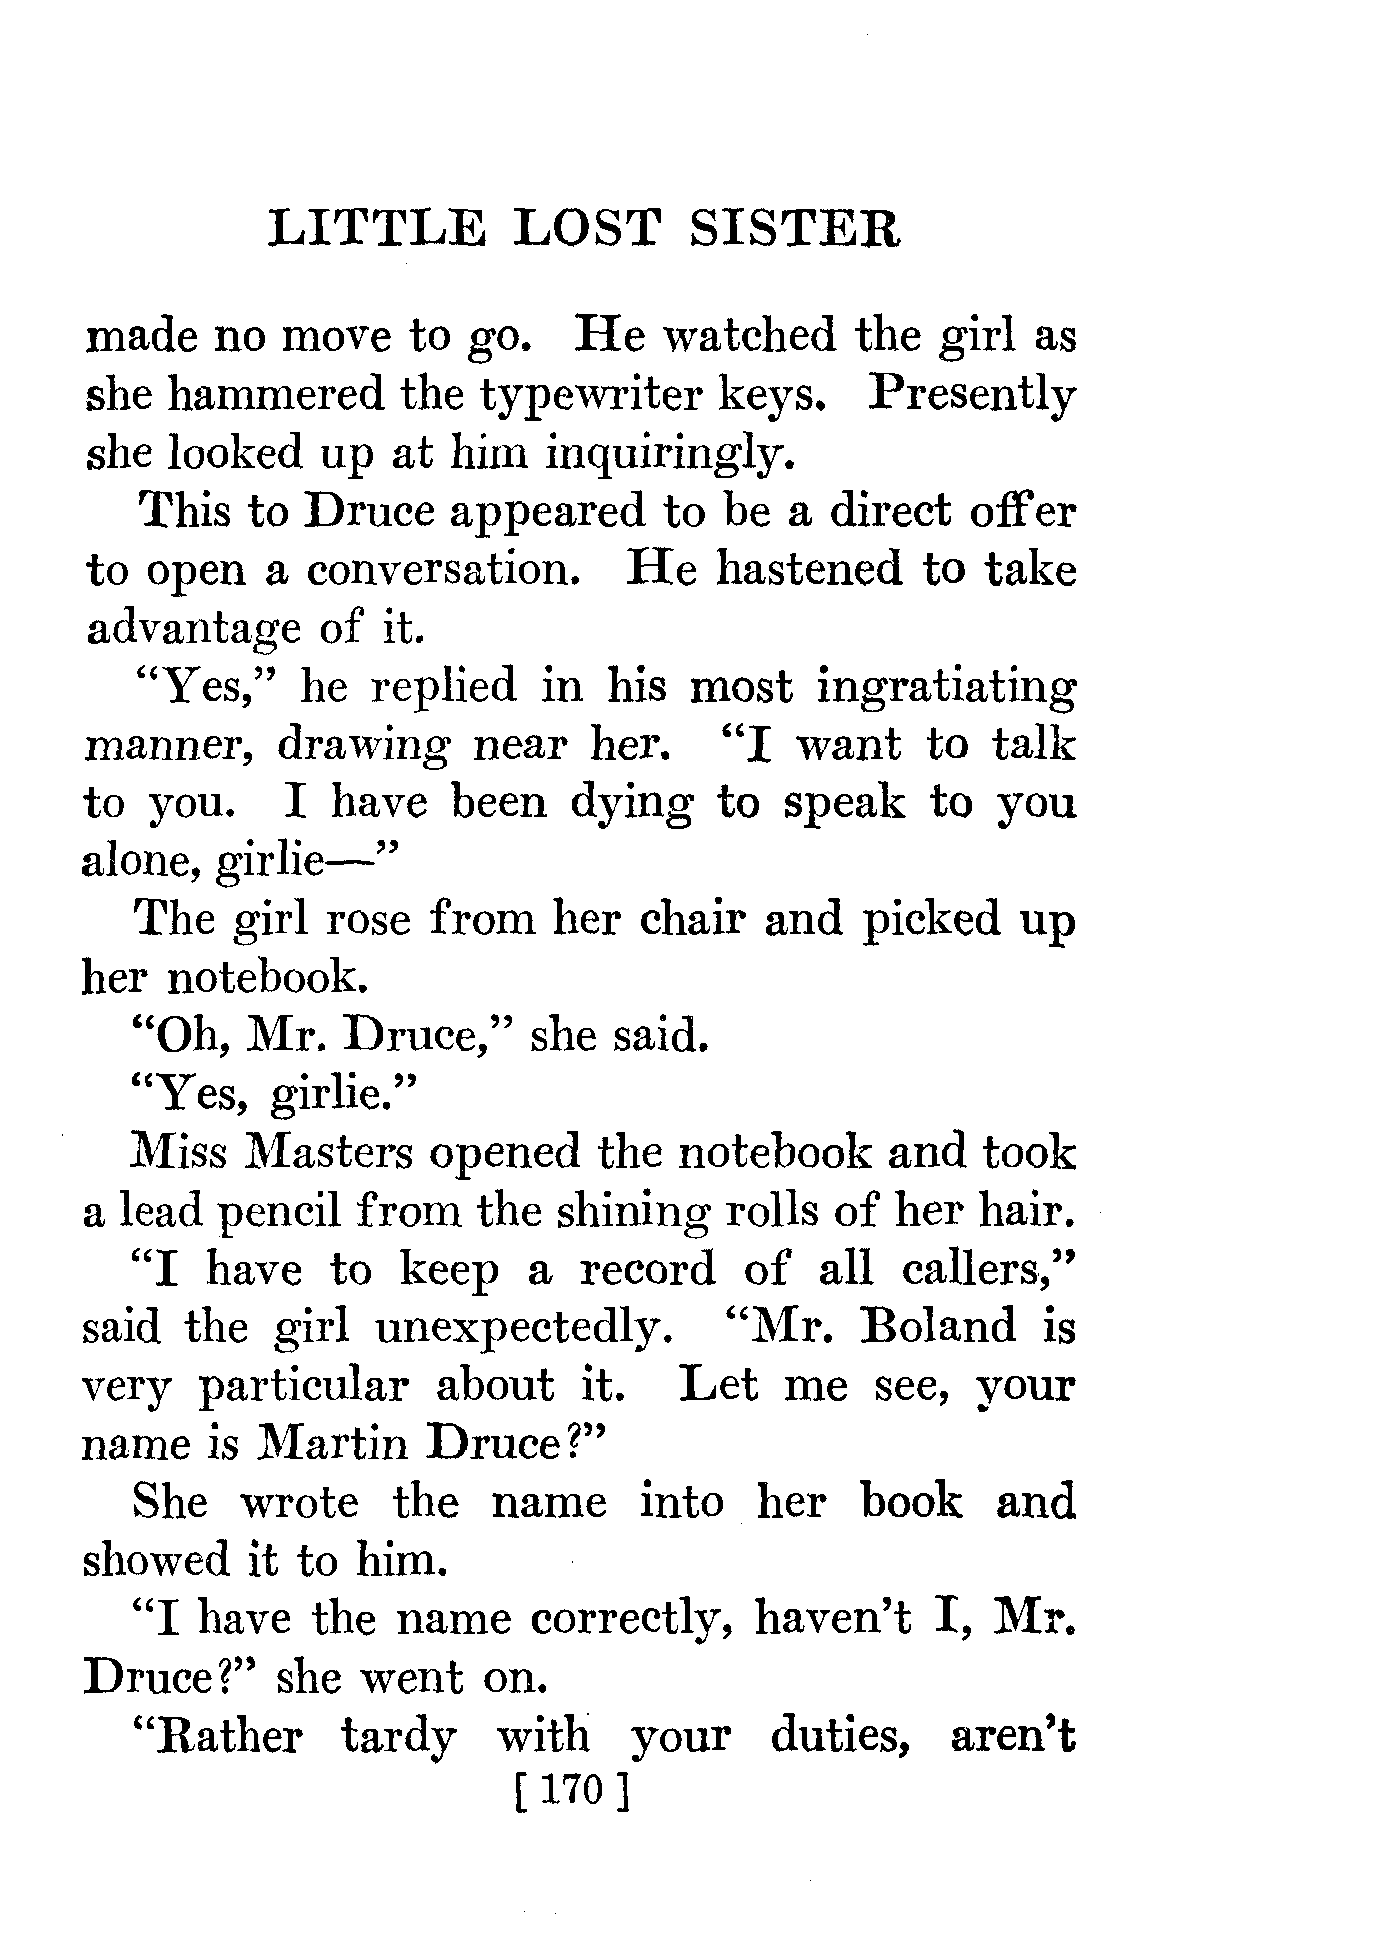 LITTLE LOST SISTER
made no move to go. He watched the girl as
she hammered the typewriter keys. Presently
she looked up at him inquiringly.
This to Druce appeared to be a direct offer
to open a conversation. He hastened to take
advantage of it.
“Yes,” he replied in his most ingratiating
manner, drawing near her. “I want to talk
to you. I have been dying to speak to you
alone, girlie—”
The girl rose from her chair and picked up
her notebook.
“Oh, Mr. Druce,” she said.
“Yes, girlie.”
Miss Masters opened the notebook and took
a lead pencil from the shining rolls of her hair.
“I have to keep a record of all callers,”
said the girl unexpectedly. “Mr. Boland is
very particular about it. Let me see, your
name is Martin Druce?”
She wrote the name into her book and
showed it to him.
“I have the name correctly, haven't I, Mr.
Druce?” she went on.
“Rather tardy with your duties, aren't
[ 170 ]